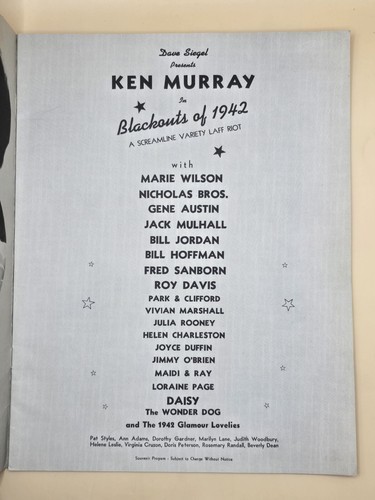 Dave Siegel
Presents
KEN MURRAY
In
Blackouts of 1942
A SCREAMLINE VARIETY LAFF RIOT
with
MARIE WILSON
NICHOLAS BROS.
GENE AUSTIN
JACK MULHALL
BILL JORDAN
BILL HOFFMAN
FRED SANBORN
ROY DAVIS
PARK & CLIFFORD
VIVIAN MARSHALL
JULIA ROONEY
HELEN CHARLESTON
JOYCE DUFFIN
JIMMY O'BRIEN
MAIDI & RAY
LORAINE PAGE
DAISY
The WONDER DOG
and The 1942 Glamour Lovelies
Pat Styles, Ann Adams, Dorothy Gardner, Marilyn Lane, Judith Woodbury,
Helene Leslie, Virginia Cruzon, Doris Peterson, Rosemary Randall, Beverly Dean
Souvenir Program - Subject to Change Without Notice